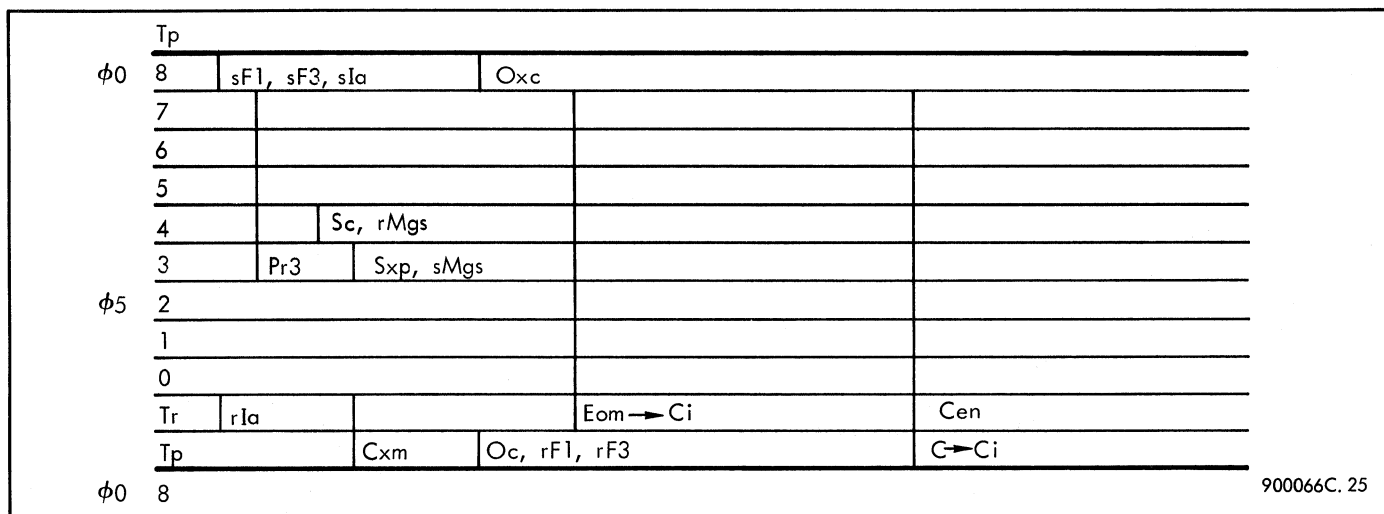 Tp
ϕ0 8 sF1, sF3, sIa Oxc
7
6
5
4 Sc, rMgs
3 Pr3 Sxp, sMgs
ϕ5 2
1
0
Tr rIa Eom→Ci Cen
Tp Cxm Oc, rF1, rF3 C→Ci
ϕ0 8
900066C.25